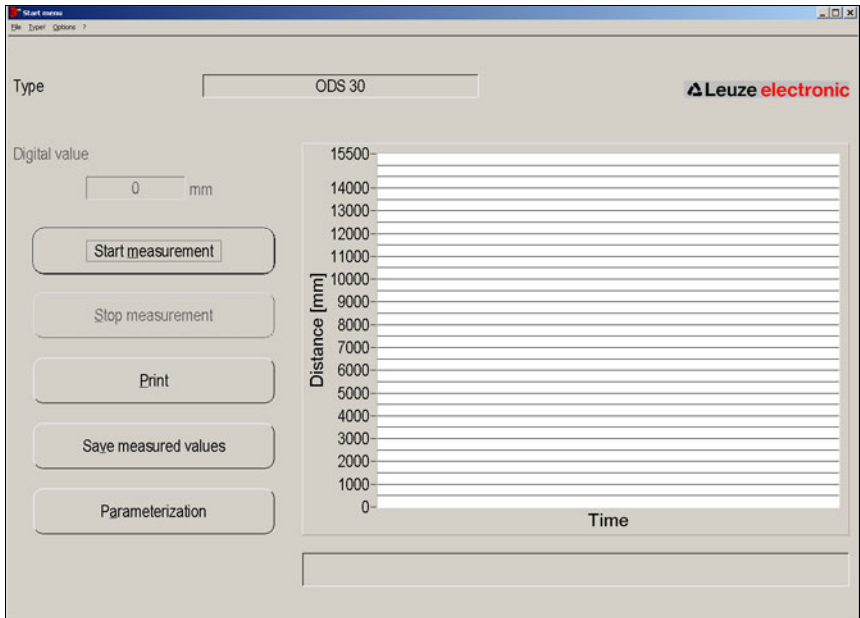 Start menu
File Type! Options ?
Type
ODS 30
Leuze electronic
Digital value
0 mm
Start measurement
Stop measurement
Print
Save measured values
Parameterization
Distance [mm]
15500
14000
13000
12000
11000
10000
9000
8000
7000
6000
5000
4000
3000
2000
1000
0
Time